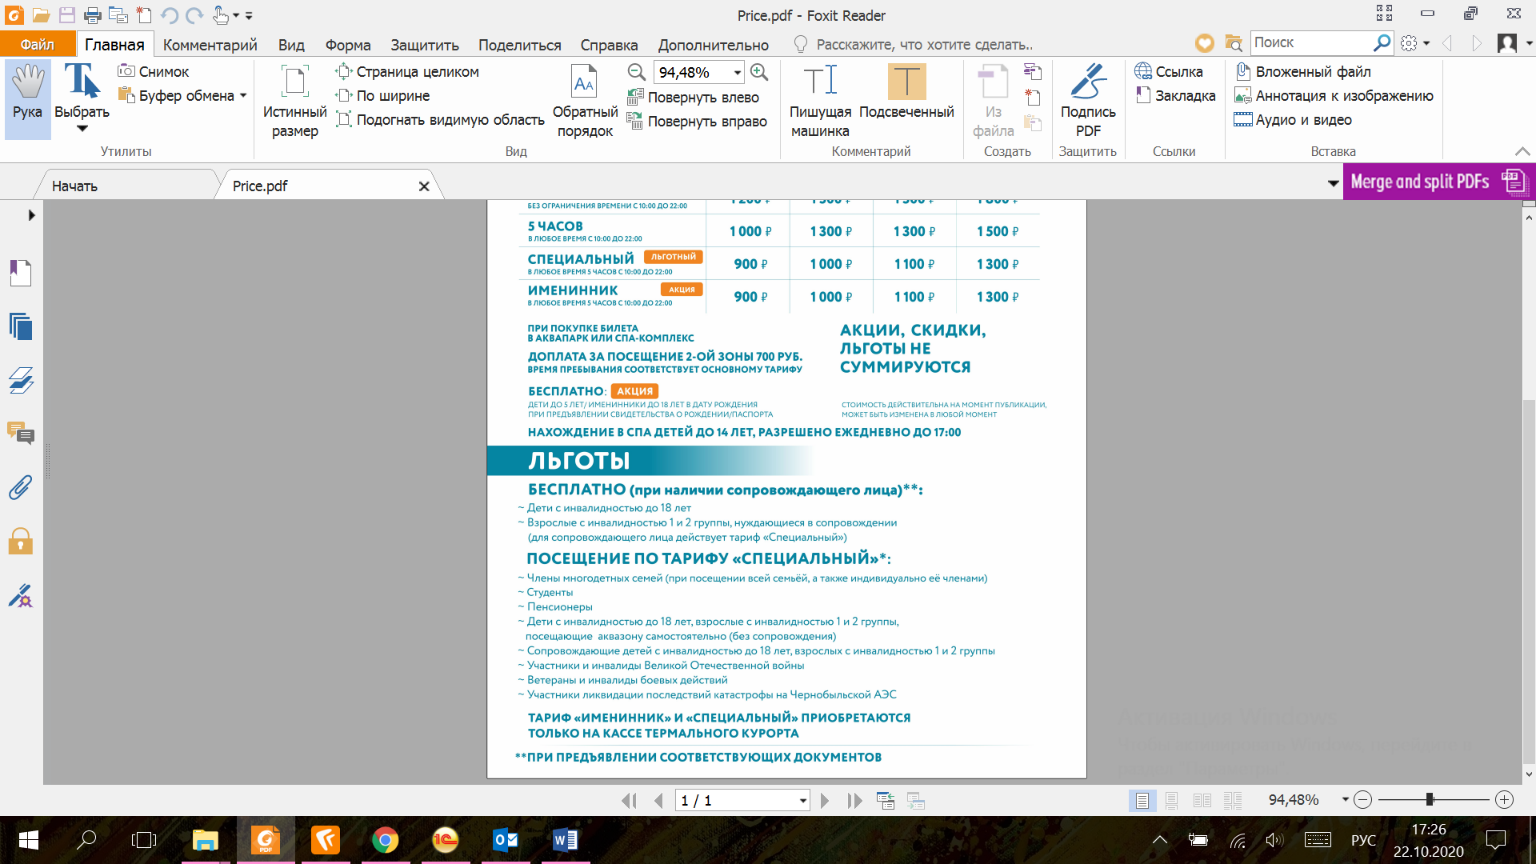 Price.pdf - Foxit Reader
Файл
Главная
Комментарий
Вид
Форма
Защитить
Поделиться
Справка
Дополнительно
Расскажите, что хотите сделать..
Поиск
Рука
Выбрать
Снимок
Буфер обмена
Утилиты
Истинный размер
Страница целиком
По ширине
Подогнать видимую область
Обратный порядок
94,48%
Повернуть влево
Повернуть вправо
Вид
Пишущая машинка
Подсвеченный
Комментарий
Из файла
Создать
Подпись PDF
Защитить
Ссылка
Закладка
Ссылки
Вложенный файл
Аннотация к изображению
Аудио и видео
Вставка
Начать
Price.pdf
Merge and split PDFs
БЕЗ ОГРАНИЧЕНИЯ ВРЕМЕНИ С 10:00 ДО 22:00
5 ЧАСОВ
В ЛЮБОЕ ВРЕМЯ С 10:00 ДО 22:00
1 000 ₽ 1 300 ₽ 1 300 ₽ 1 500 ₽
СПЕЦИАЛЬНЫЙ ЛЬГОТНЫЙ
В ЛЮБОЕ ВРЕМЯ 5 ЧАСОВ С 10:00 ДО 22:00
900 ₽ 1 000 ₽ 1 100 ₽ 1 300 ₽
ИМЕНИННИК АКЦИЯ
В ЛЮБОЕ ВРЕМЯ 5 ЧАСОВ С 10:00 ДО 22:00
900 ₽ 1 000 ₽ 1 100 ₽ 1 300 ₽
ПРИ ПОКУПКЕ БИЛЕТА
В АКВАПАРК ИЛИ СПА-КОМПЛЕКС
ДОПЛАТА ЗА ПОСЕЩЕНИЕ 2-ОЙ ЗОНЫ 700 РУБ.
ВРЕМЯ ПРЕБЫВАНИЯ СООТВЕТСТВУЕТ ОСНОВНОМУ ТАРИФУ
АКЦИИ, СКИДКИ,
ЛЬГОТЫ НЕ
СУММИРУЮТСЯ
БЕСПЛАТНО: АКЦИЯ
ДЕТИ ДО 5 ЛЕТ/ ИМЕНИННИКИ ДО 18 ЛЕТ В ДАТУ РОЖДЕНИЯ
ПРИ ПРЕДЪЯВЛЕНИИ СВИДЕТЕЛЬСТВА О РОЖДЕНИИ/ПАСПОРТА
СТОИМОСТЬ ДЕЙСТВИТЕЛЬНА НА МОМЕНТ ПУБЛИКАЦИИ,
МОЖЕТ БЫТЬ ИЗМЕНЕНА В ЛЮБОЙ МОМЕНТ
НАХОЖДЕНИЕ В СПА ДЕТЕЙ ДО 14 ЛЕТ, РАЗРЕШЕНО ЕЖЕДНЕВНО ДО 17:00
ЛЬГОТЫ
БЕСПЛАТНО (при наличии сопровождающего лица)**:
~ Дети с инвалидностью до 18 лет
~ Взрослые с инвалидностью 1 и 2 группы, нуждающиеся в сопровождении
(для сопровождающего лица действует тариф «Специальный»)
ПОСЕЩЕНИЕ ПО ТАРИФУ «СПЕЦИАЛЬНЫЙ»*:
~ Члены многодетных семей (при посещении всей семьёй, а также индивидуально её членами)
~ Студенты
~ Пенсионеры
~ Дети с инвалидностью до 18 лет, взрослые с инвалидностью 1 и 2 группы,
посещающие аквазону самостоятельно (без сопровождения)
~ Сопровождающие детей с инвалидностью до 18 лет, взрослых с инвалидностью 1 и 2 группы
~ Участники и инвалиды Великой Отечественной войны
~ Ветераны и инвалиды боевых действий
~ Участники ликвидации последствий катастрофы на Чернобыльской АЭС
ТАРИФ «ИМЕНИННИК» И «СПЕЦИАЛЬНЫЙ» ПРИОБРЕТАЮТСЯ
ТОЛЬКО НА КАССЕ ТЕРМАЛЬНОГО КУРОРТА
**ПРИ ПРЕДЪЯВЛЕНИИ СООТВЕТСТВУЮЩИХ ДОКУМЕНТОВ
1 / 1
94,48%
РУС
17:26
22.10.2020